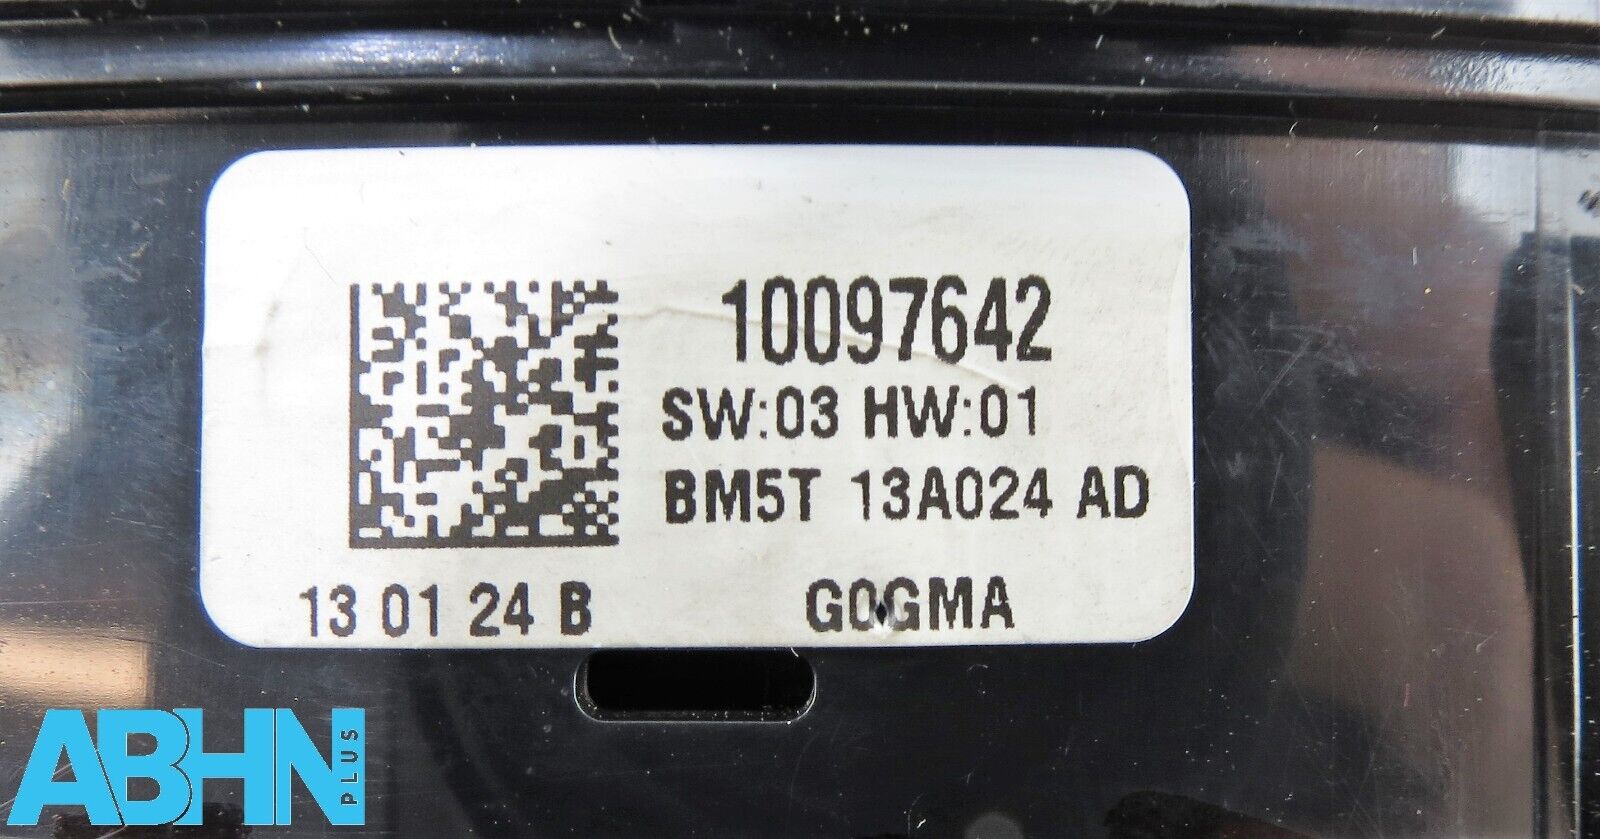 10097642
SW:03 HW:01
BM5T 13A024 AD
13 01 24 B G0GMA
ABHN PLUS